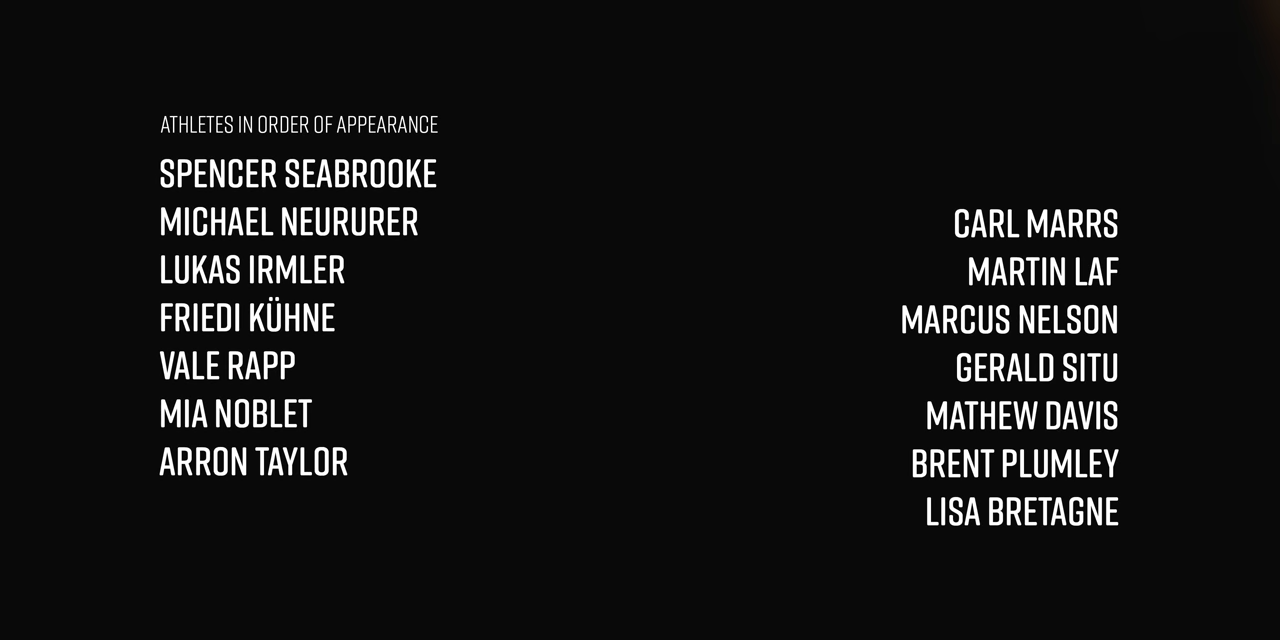 ATHLETES IN ORDER OF APPEARANCE
SPENCER SEABROOKE
MICHAEL NEURURER
LUKAS IRMLER
FRIEDI KÜHNE
VALE RAPP
MIA NOBLET
ARRON TAYLOR
CARL MARRS
MARTIN LAF
MARCUS NELSON
GERALD SITU
MATHEW DAVIS
BRENT PLUMLEY
LISA BRETAGNE